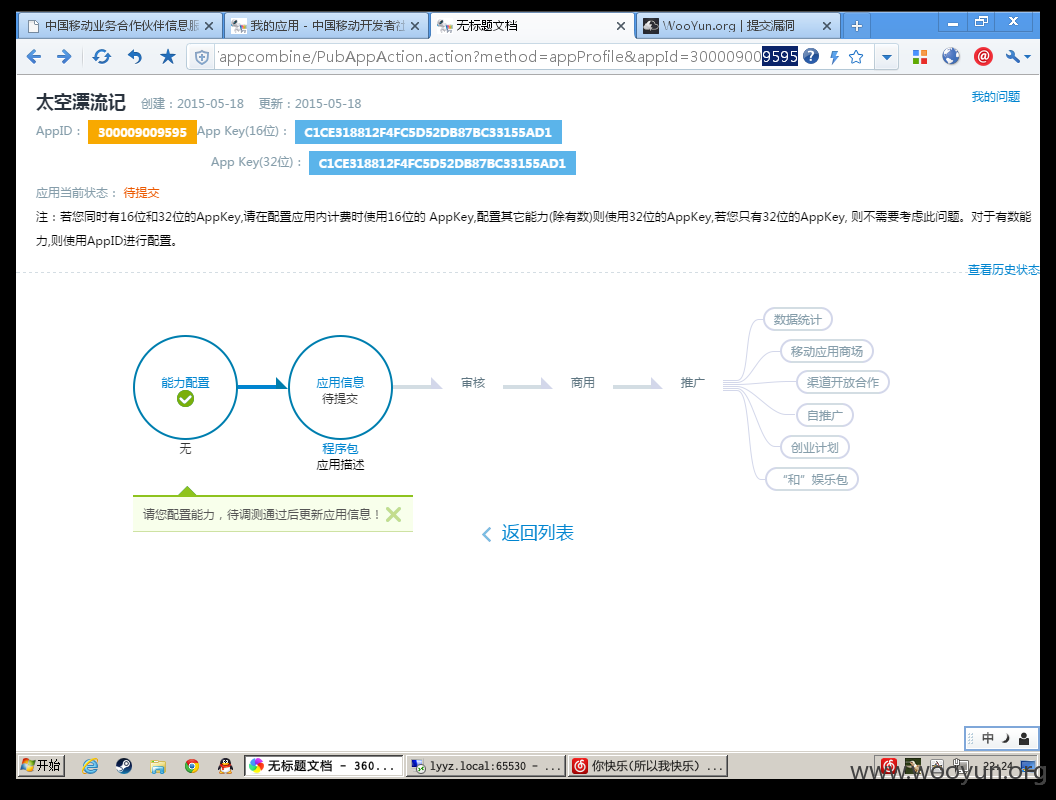 中国移动业务合作伙伴信息服 我的应用 - 中国移动开发者社 无标题文档 WooYun.org | 提交漏洞
appcombine/PubAppAction.action?method=appProfile&appId=300009009595
太空漂流记 创建：2015-05-18 更新：2015-05-18 我的问题
AppID： 300009009595 App Key(16位)： C1CE318812F4FC5D52DB87BC33155AD1
App Key(32位)： C1CE318812F4FC5D52DB87BC33155AD1
应用当前状态： 待提交
注：若您同时有16位和32位的AppKey,请在配置应用内计费时使用16位的 AppKey,配置其它能力(除有数)则使用32位的AppKey,若您只有32位的AppKey, 则不需要考虑此问题。对于有数能
力,则使用AppID进行配置。
查看历史状态
数据统计
移动应用商场
能力配置 应用信息 审核 商用 推广 渠道开放合作
待提交
自推广
无 程序包 创业计划
应用描述
“和”娱乐包
请您配置能力，待调测通过后更新应用信息！
返回列表
中
开始 无标题文档 - 360... lyyz.local:65530 - ... 你快乐(所以我快乐) ... 22:24
www.wooyun.org